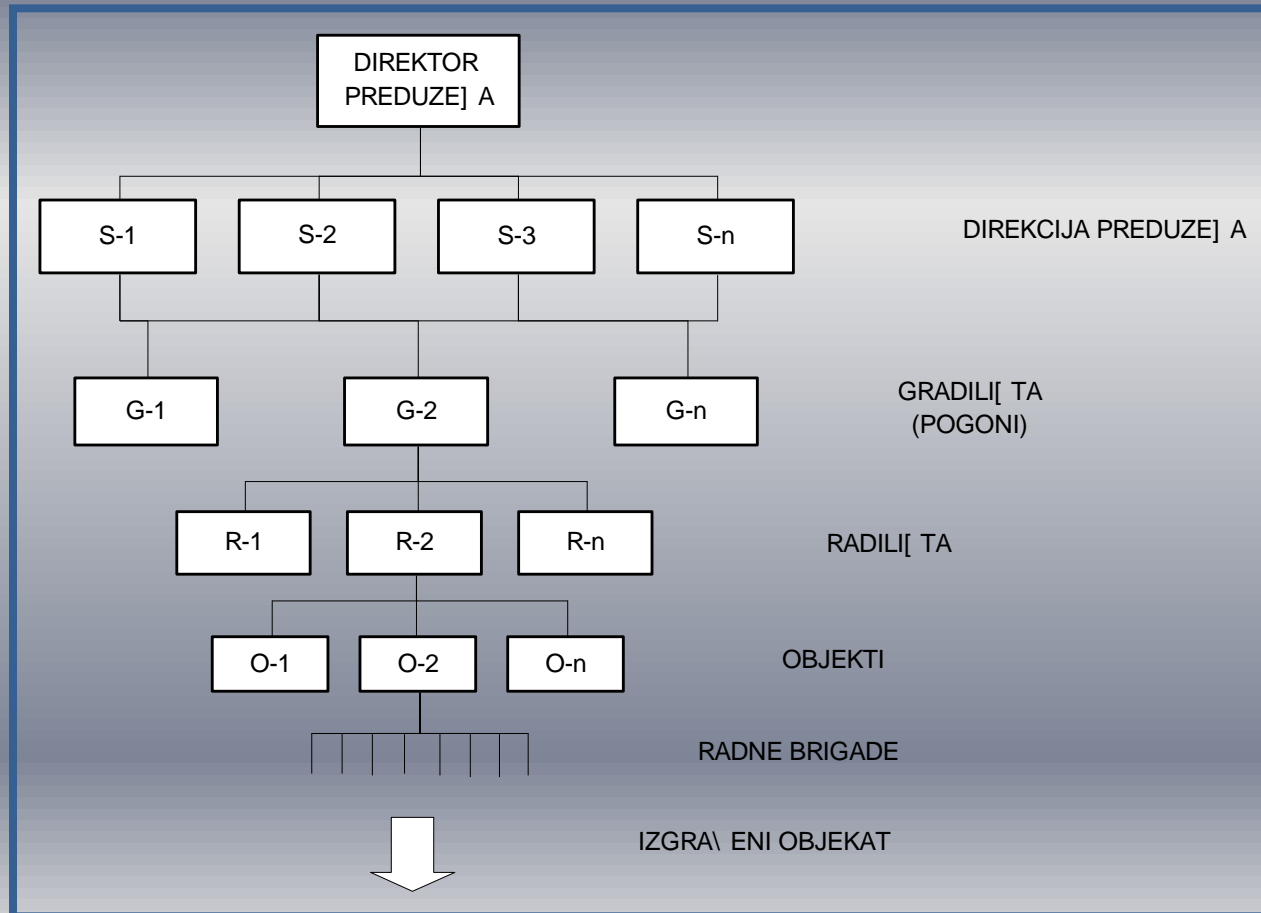 DIREKTOR
PREDUZE] A
S-1
S-2
S-3
S-n
DIREKCIJA PREDUZE] A
G-1
G-2
G-n
GRADILI[ TA
(POGONI)
R-1
R-2
R-n
RADILI[ TA
O-1
O-2
O-n
OBJEKTI
RADNE BRIGADE
IZGRA\ ENI OBJEKAT